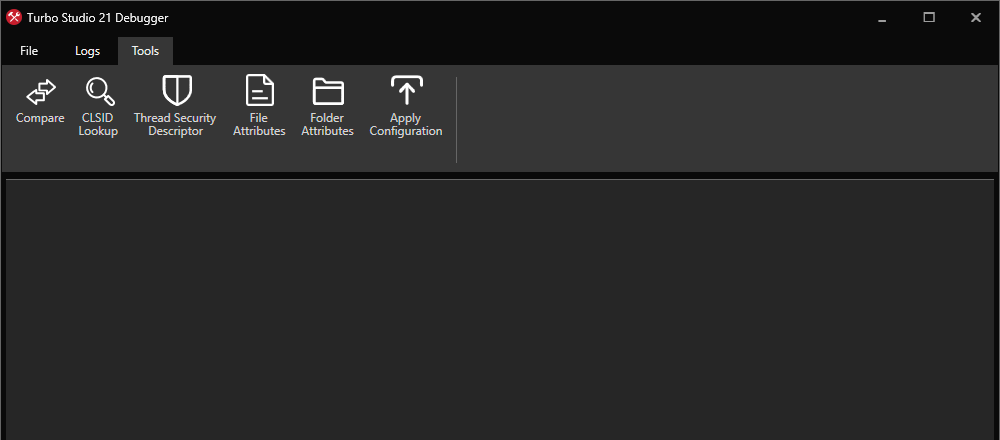 Turbo Studio 21 Debugger
File Logs Tools
Compare
CLSID
Lookup
Thread Security
Descriptor
File
Attributes
Folder
Attributes
Apply
Configuration